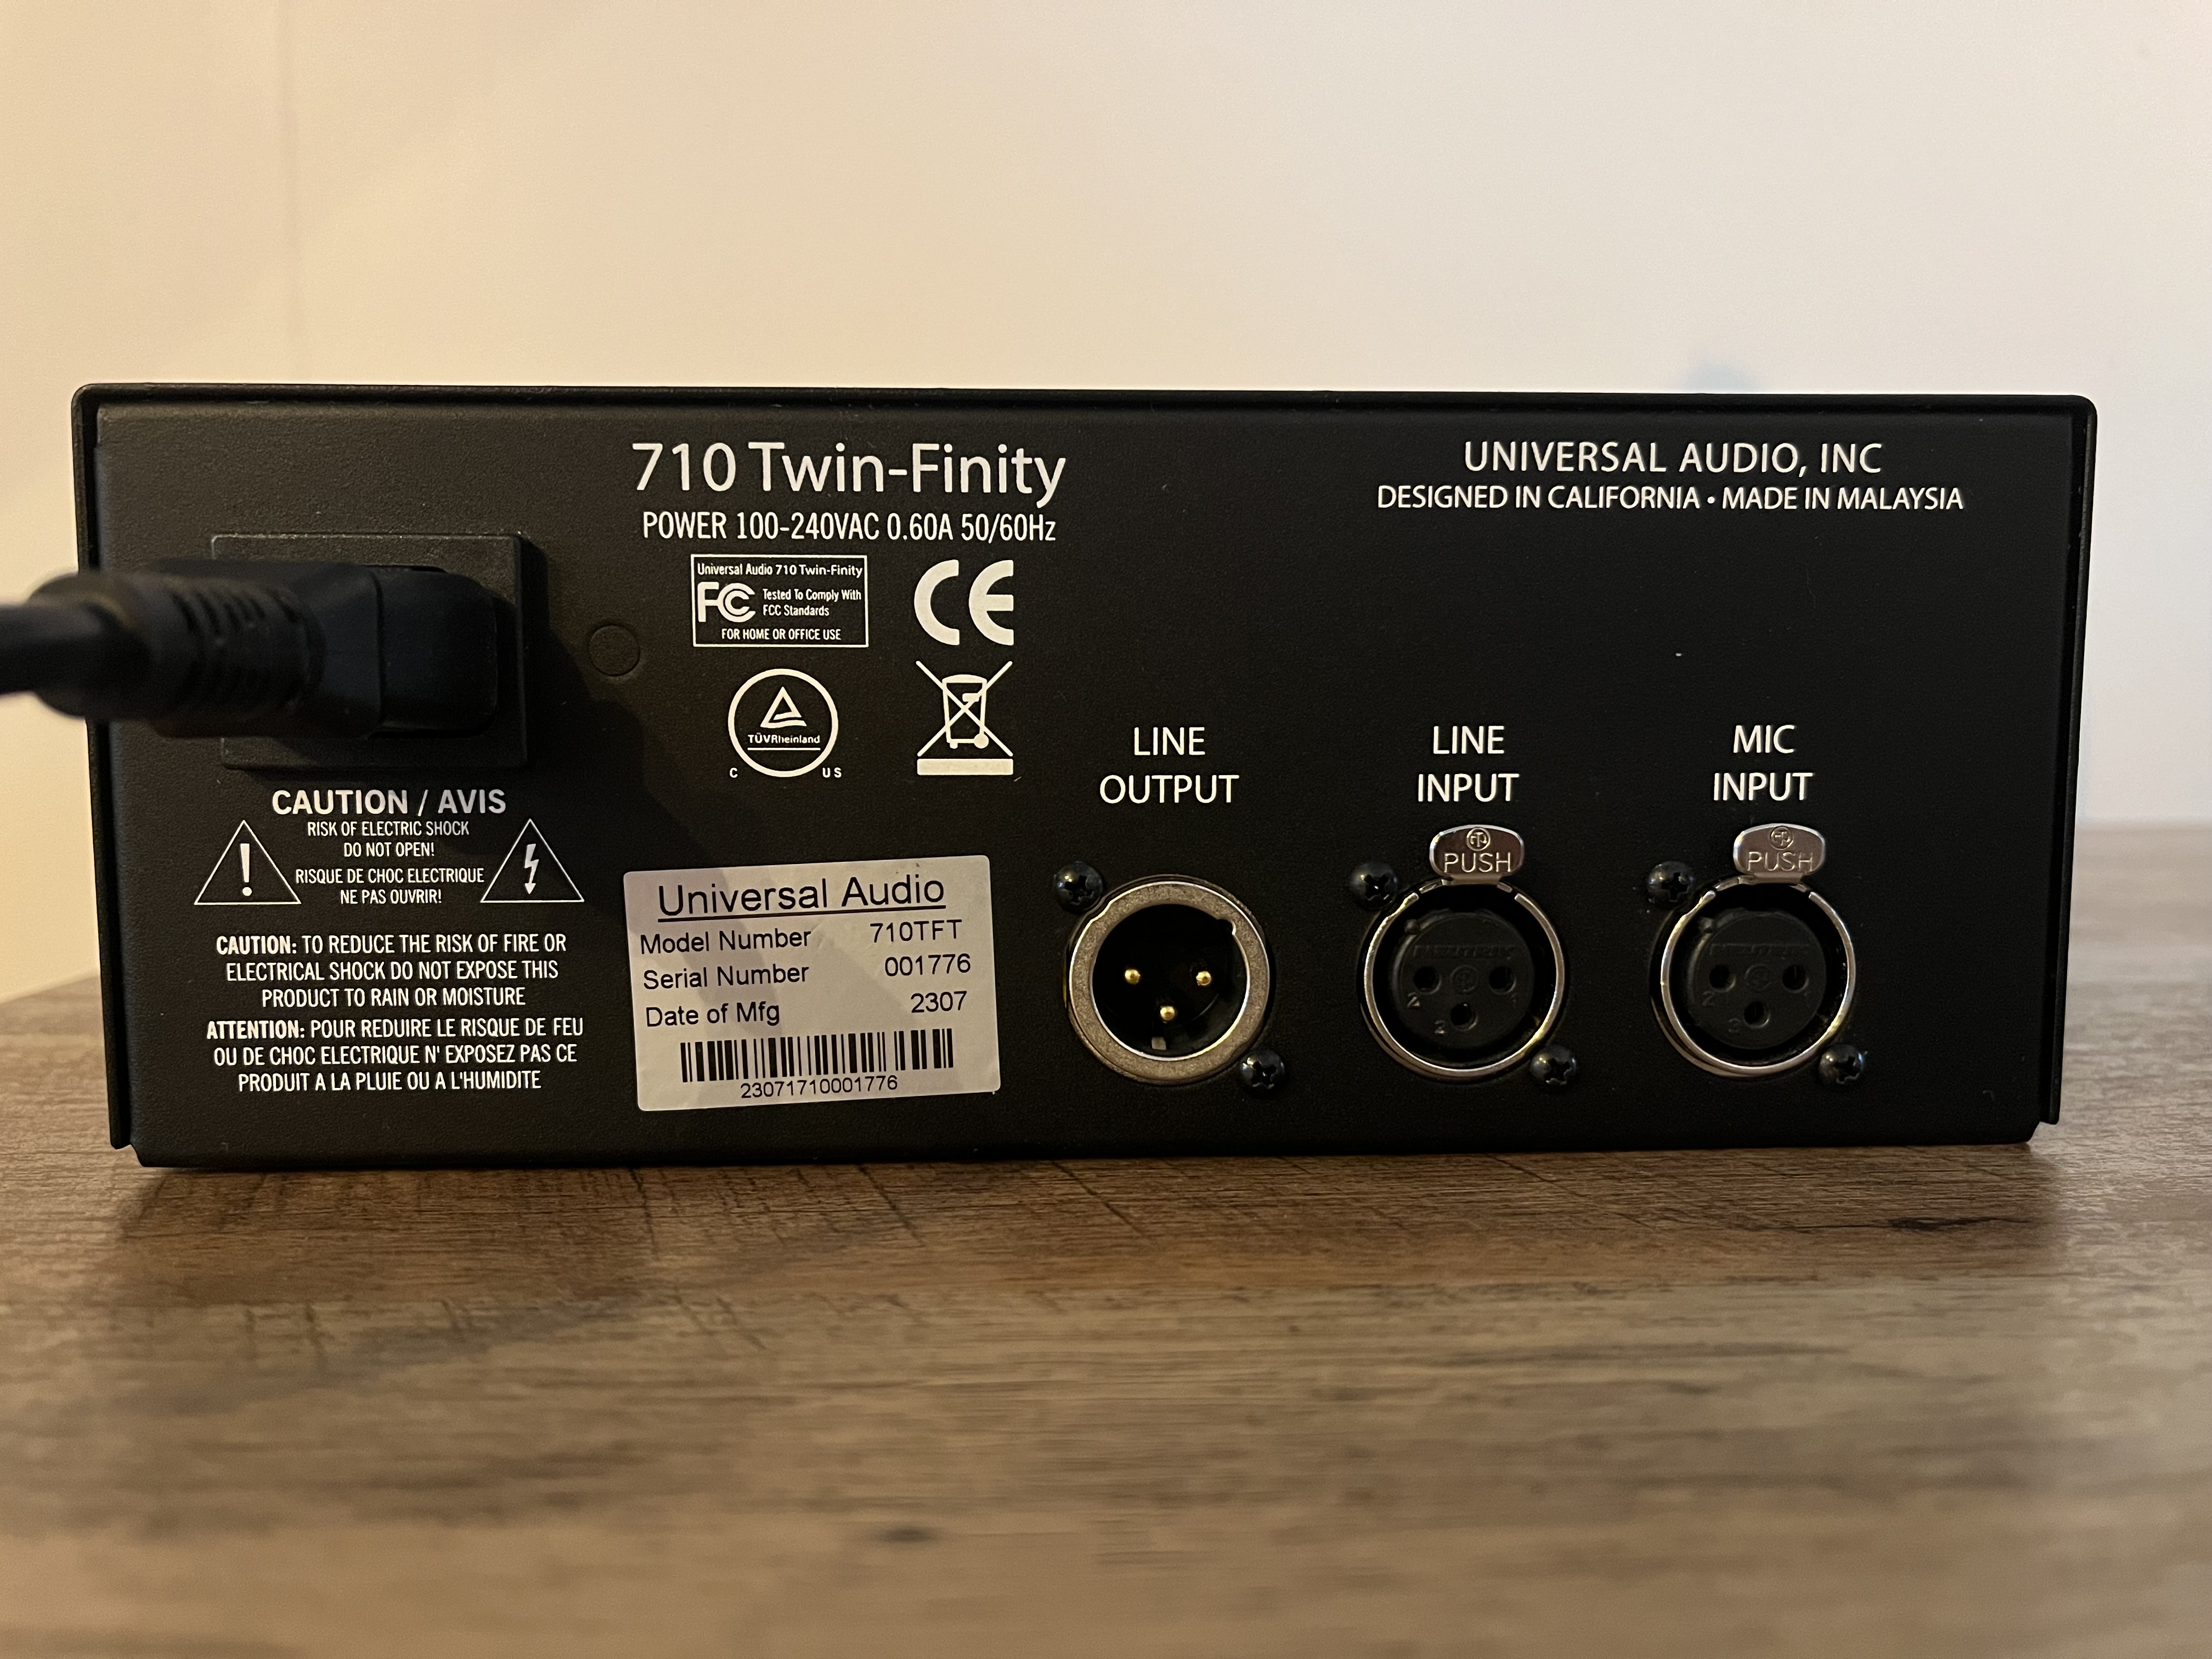 710 Twin-Finity
POWER 100-240VAC 0.60A 50/60Hz
UNIVERSAL AUDIO, INC
DESIGNED IN CALIFORNIA • MADE IN MALAYSIA
Universal Audio 710 Twin-Finity
FC Tested To Comply With
FCC Standards
FOR HOME OR OFFICE USE
CE
TÜVRheinland
C US
CAUTION / AVIS
RISK OF ELECTRIC SHOCK
DO NOT OPEN!
RISQUE DE CHOC ELECTRIQUE
NE PAS OUVRIR!
CAUTION: TO REDUCE THE RISK OF FIRE OR
ELECTRICAL SHOCK DO NOT EXPOSE THIS
PRODUCT TO RAIN OR MOISTURE
ATTENTION: POUR REDUIRE LE RISQUE DE FEU
OU DE CHOC ELECTRIQUE N' EXPOSEZ PAS CE
PRODUIT A LA PLUIE OU A L'HUMIDITE
Universal Audio
Model Number 710TFT
Serial Number 001776
Date of Mfg 2307
23071710001776
LINE
OUTPUT
LINE
INPUT
PUSH
MIC
INPUT
PUSH